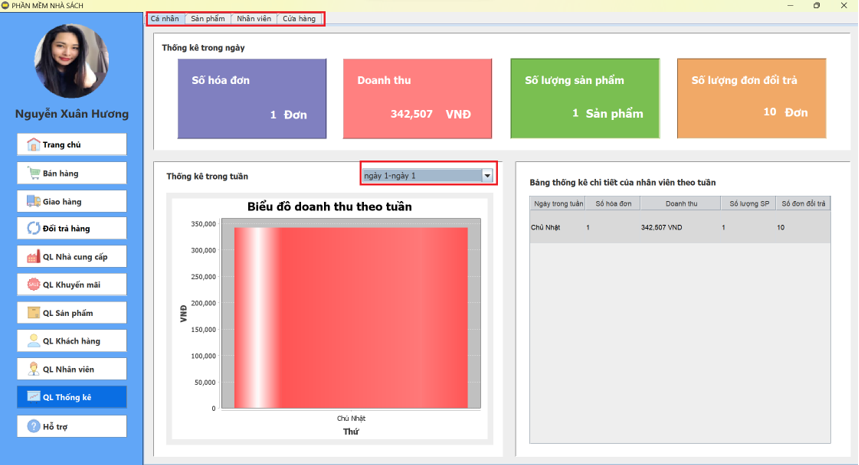 PHẦN MỀM NHÀ SÁCH
Cá nhân Sản phẩm Nhân viên Cửa hàng
Thống kê trong ngày
Số hóa đơn
1 Đơn
Doanh thu
342,507 VNĐ
Số lượng sản phẩm
1 Sản phẩm
Số lượng đơn đổi trả
10 Đơn
Nguyễn Xuân Hương
Trang chủ
Bán hàng
Giao hàng
Đổi trả hàng
QL Nhà cung cấp
QL Khuyến mãi
QL Sản phẩm
QL Khách hàng
QL Nhân viên
QL Thống kê
Hỗ trợ
Thống kê trong tuần
ngày 1-ngày 1
Biểu đồ doanh thu theo tuần
350,000
300,000
250,000
200,000
150,000
100,000
50,000
0
VNĐ
Chủ Nhật
Thứ
Bảng thống kê chi tiết của nhân viên theo tuần
Ngày trong tuần Số hóa đơn Doanh thu Số lượng SP Số đơn đổi trả
Chủ Nhật 1 342,507 VND 1 10